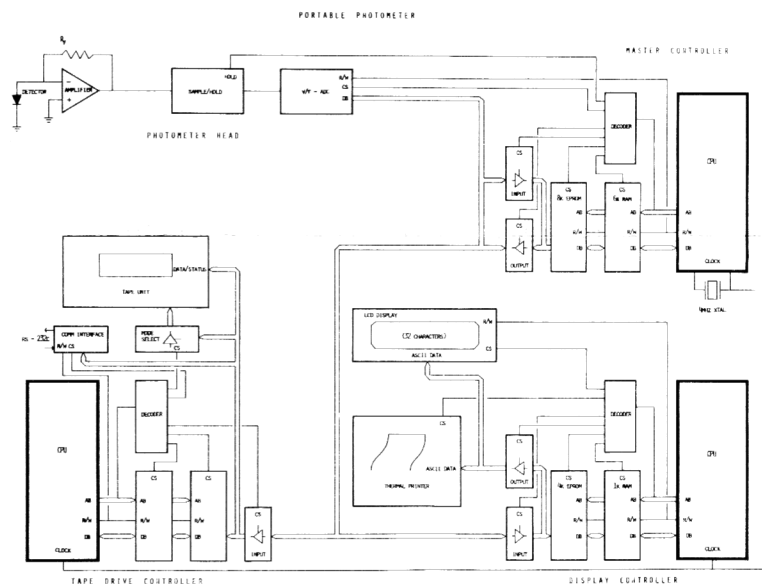 PORTABLE PHOTOMETER
MASTER CONTROLLER
RF
DETECTOR
AMPLIFIER
HOLD
SAMPLE/HOLD
V/F - ADC
R/W
CS
DB
PHOTOMETER HEAD
DECODER
CPU
CS
INPUT
CS
OUTPUT
CS
8K EPROM
AB
R/W
DB
CS
6K RAM
AB
R/W
DB
CLOCK
4MHZ XTAL
DATA/STATUS
TAPE UNIT
RS - 232C
COMM INTERFACE
R/W CS
MODE SELECT
CS
LCD DISPLAY
R/W
(32 CHARACTERS)
CS
ASCII DATA
CPU
DECODER
CS
CS
AB
R/W
DB
AB
R/W
DB
CLOCK
CS
INPUT
CS
ASCII DATA
THERMAL PRINTER
CS
OUTPUT
CS
INPUT
DECODER
CS
4K EPROM
CS
1K RAM
AB
R/W
DB
CPU
AB
R/W
DB
CLOCK
TAPE DRIVE CONTROLLER
DISPLAY CONTROLLER